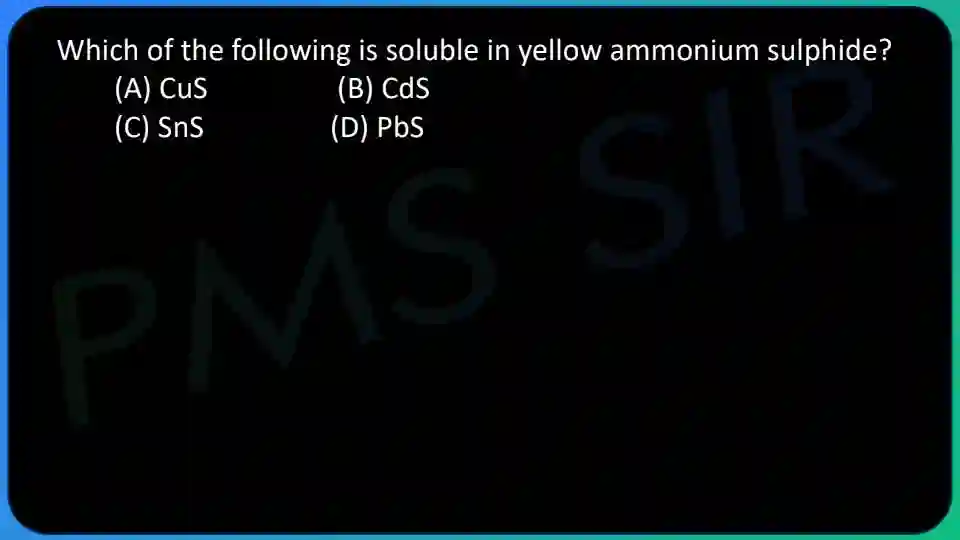 Which of the following is soluble in yellow ammonium sulphide?
(A) CuS (B) CdS
(C) SnS (D) PbS
PMS SIR